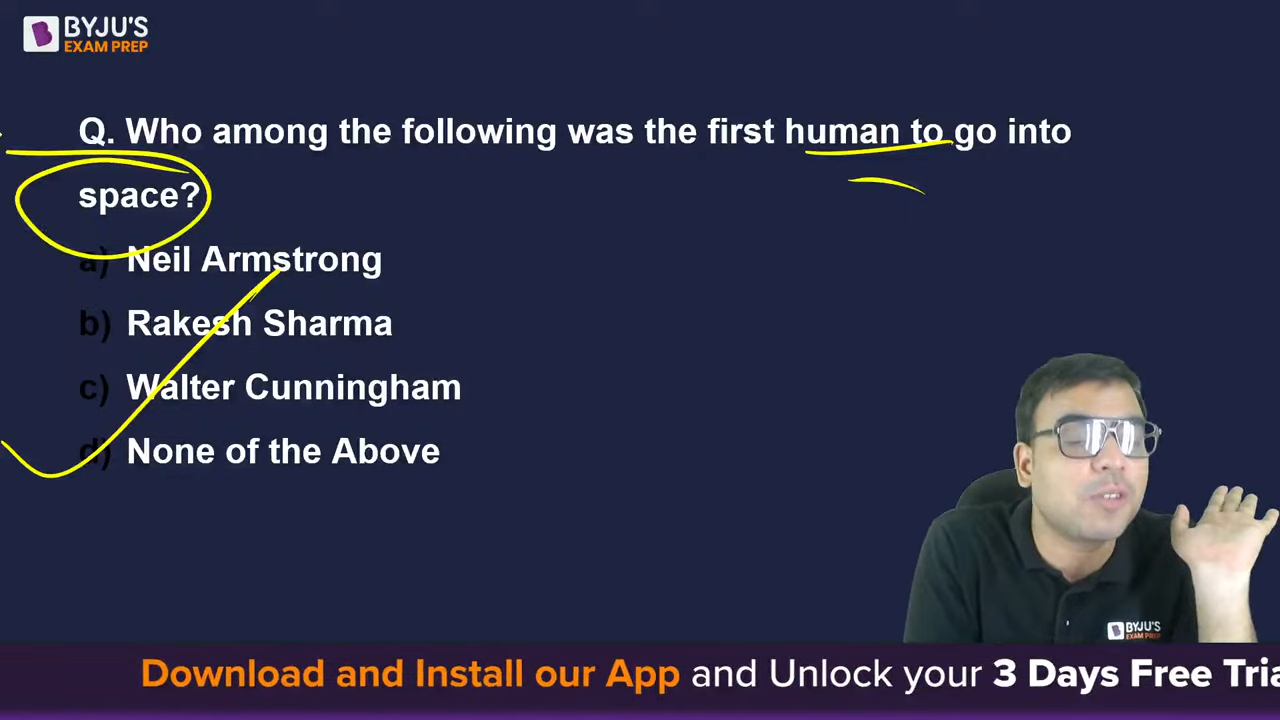 BYJU'S
EXAM PREP
Q. Who among the following was the first human to go into
space?
a) Neil Armstrong
b) Rakesh Sharma
c) Walter Cunningham
d) None of the Above
BYJU'S
EXAM PREP
Download and Install our App and Unlock your 3 Days Free Tria